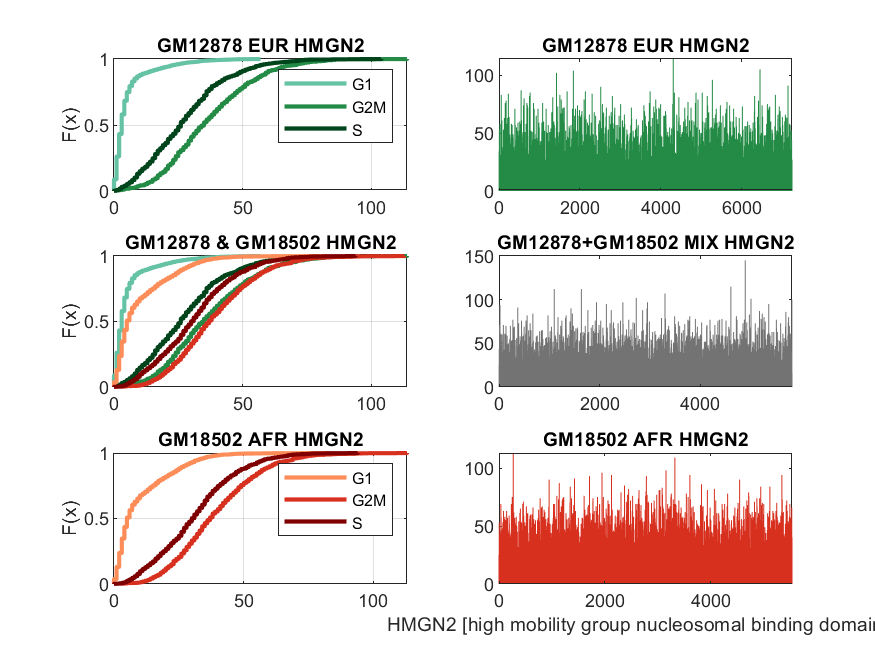 GM12878 EUR HMGN2
F(x)
1
0.5
0
0 50 100
G1
G2M
S
GM12878 EUR HMGN2
100
50
0
0 2000 4000 6000
GM12878 & GM18502 HMGN2
F(x)
1
0.5
0
0 50 100
GM12878+GM18502 MIX HMGN2
150
100
50
0
0 2000 4000
GM18502 AFR HMGN2
F(x)
1
0.5
0
0 50 100
G1
G2M
S
GM18502 AFR HMGN2
100
50
0
0 2000 4000
HMGN2 [high mobility group nucleosomal binding domai